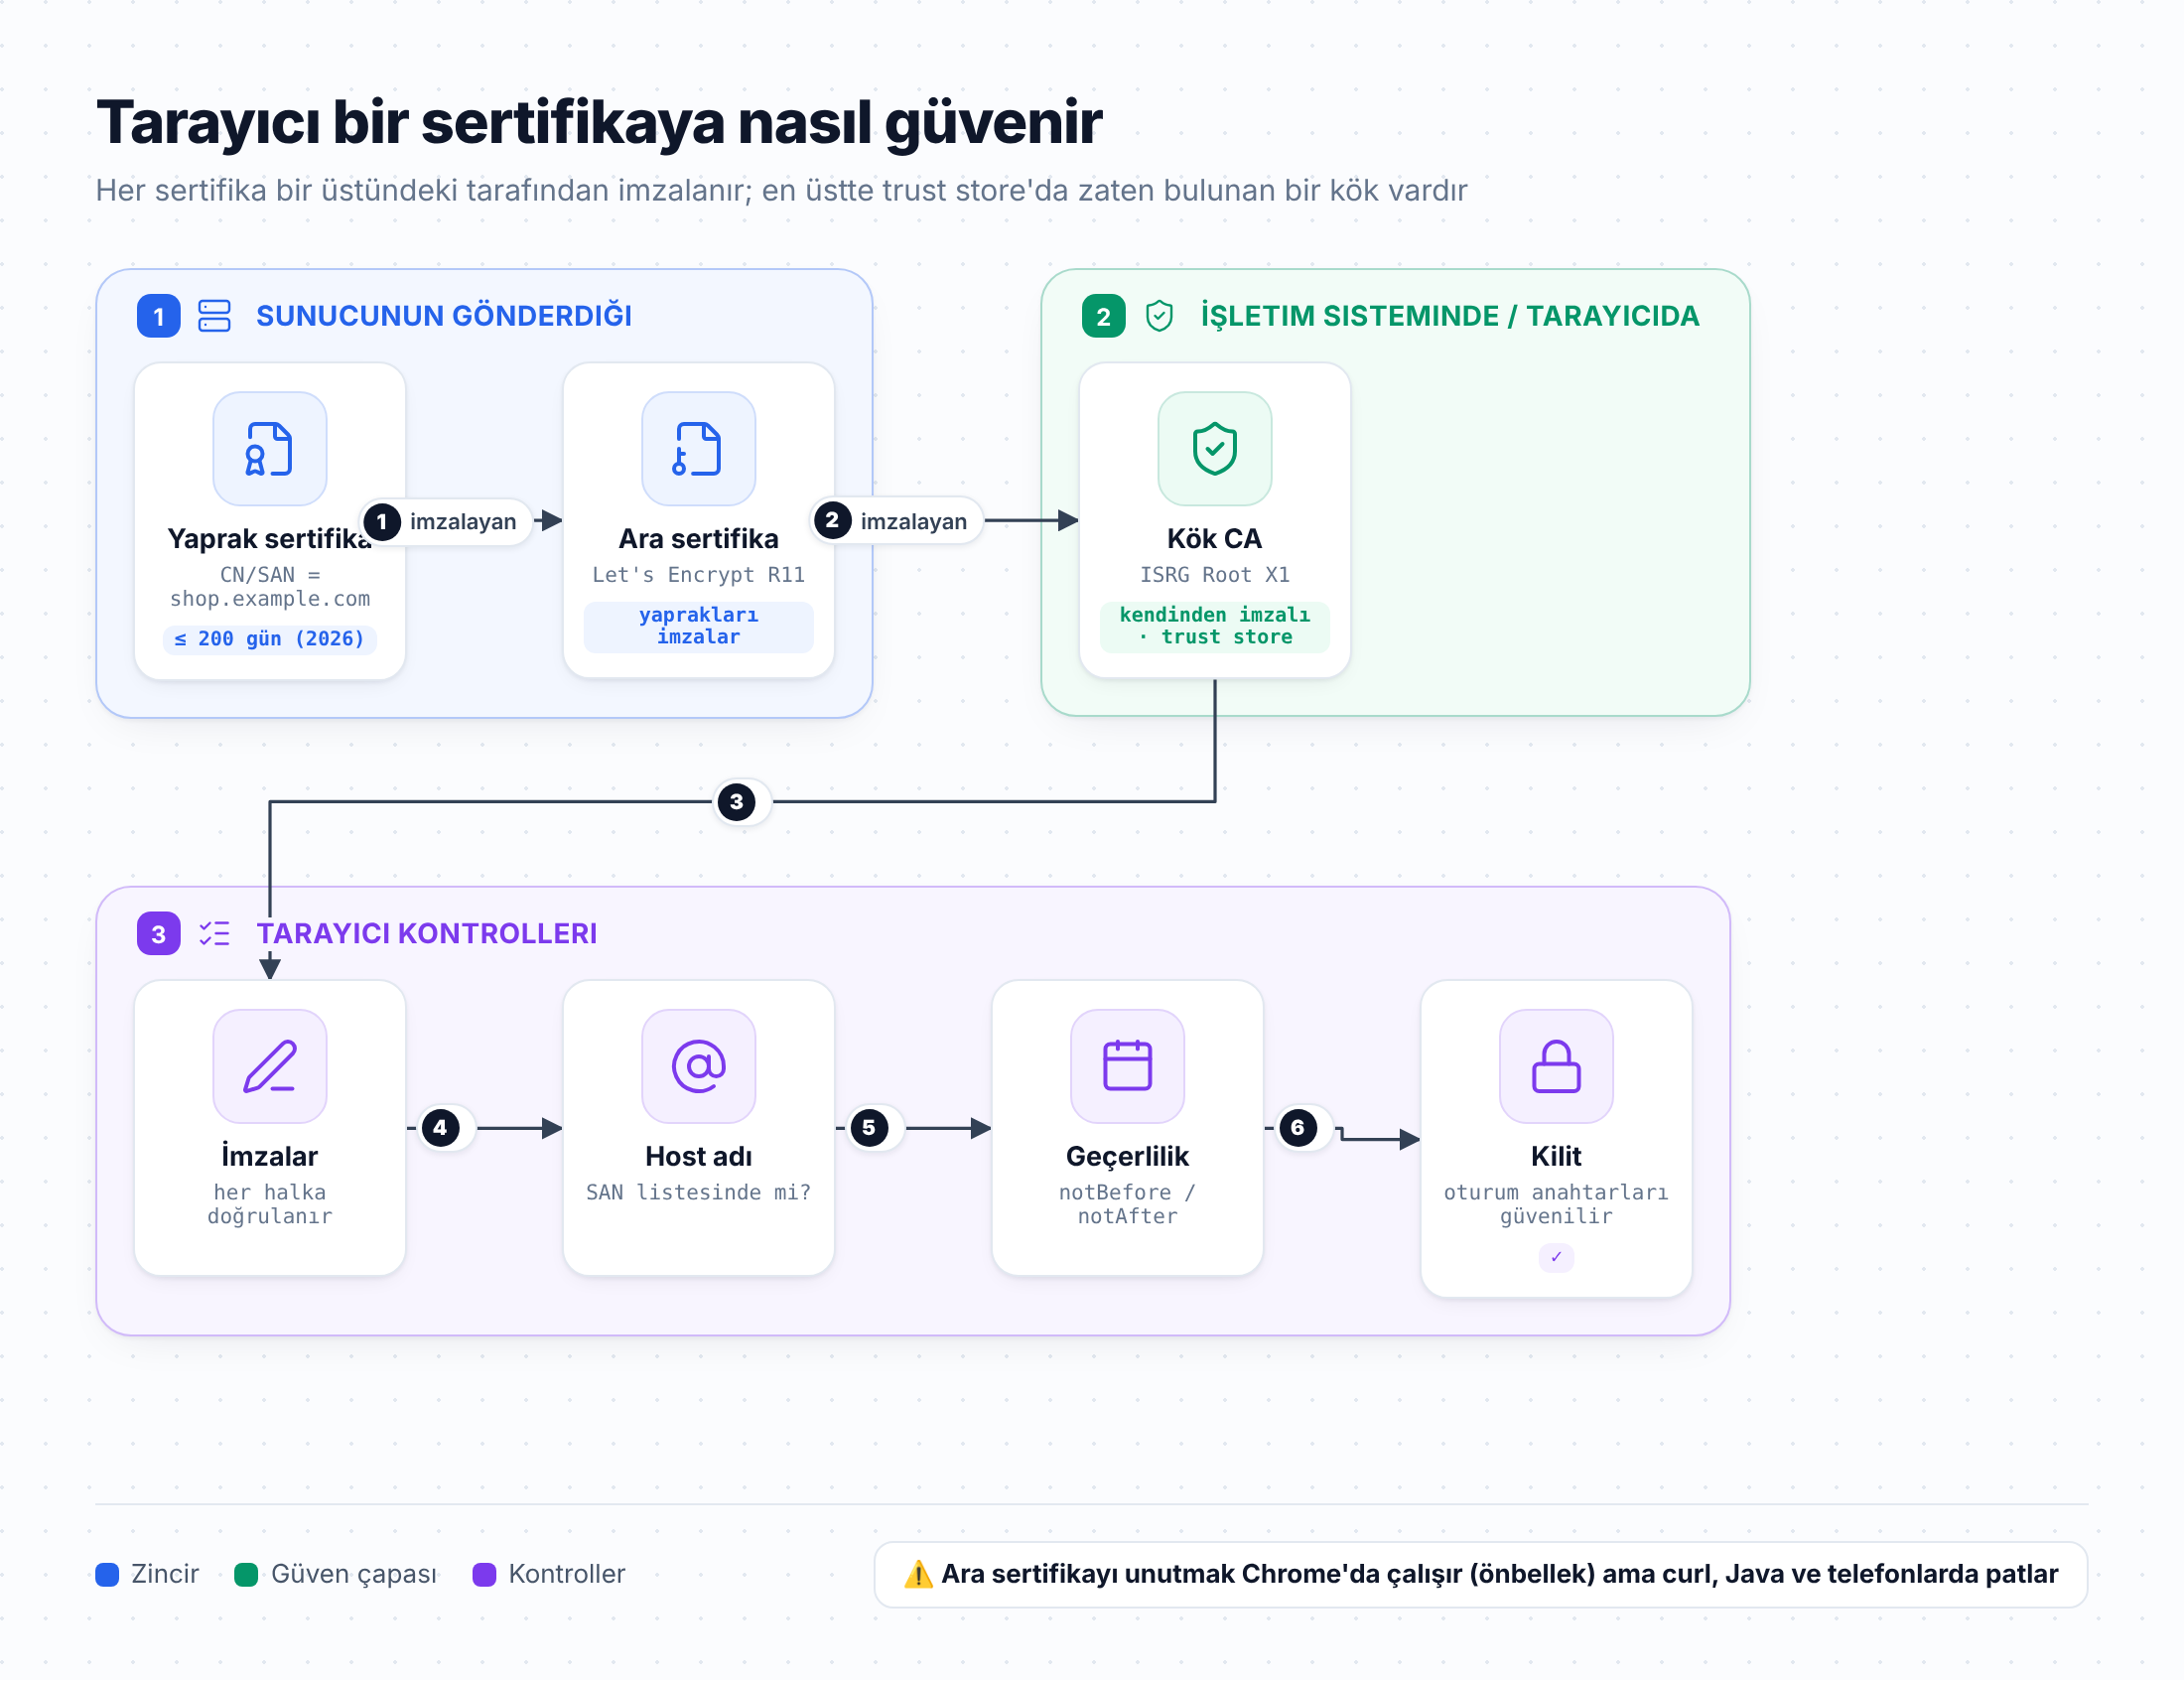 Tarayıcı bir sertifikaya nasıl güvenir
Her sertifika bir üstündeki tarafından imzalanır; en üstte trust store'da zaten bulunan bir kök vardır
1 SUNUCUNUN GÖNDERDIĞI
Yaprak sertifika
CN/SAN =
shop.example.com
≤ 200 gün (2026)
1 imzalayan
Ara sertifika
Let's Encrypt R11
yaprakları
imzalar
2 imzalayan
2 İŞLETIM SISTEMINDE / TARAYICIDA
Kök CA
ISRG Root X1
kendinden imzalı
· trust store
3
3 TARAYICI KONTROLLERI
İmzalar
her halka
doğrulanır
4
Host adı
SAN listesinde mi?
5
Geçerlilik
notBefore /
notAfter
6
Kilit
oturum anahtarları
güvenilir
✓
Zincir
Güven çapası
Kontroller
⚠️ Ara sertifikayı unutmak Chrome'da çalışır (önbellek) ama curl, Java ve telefonlarda patlar